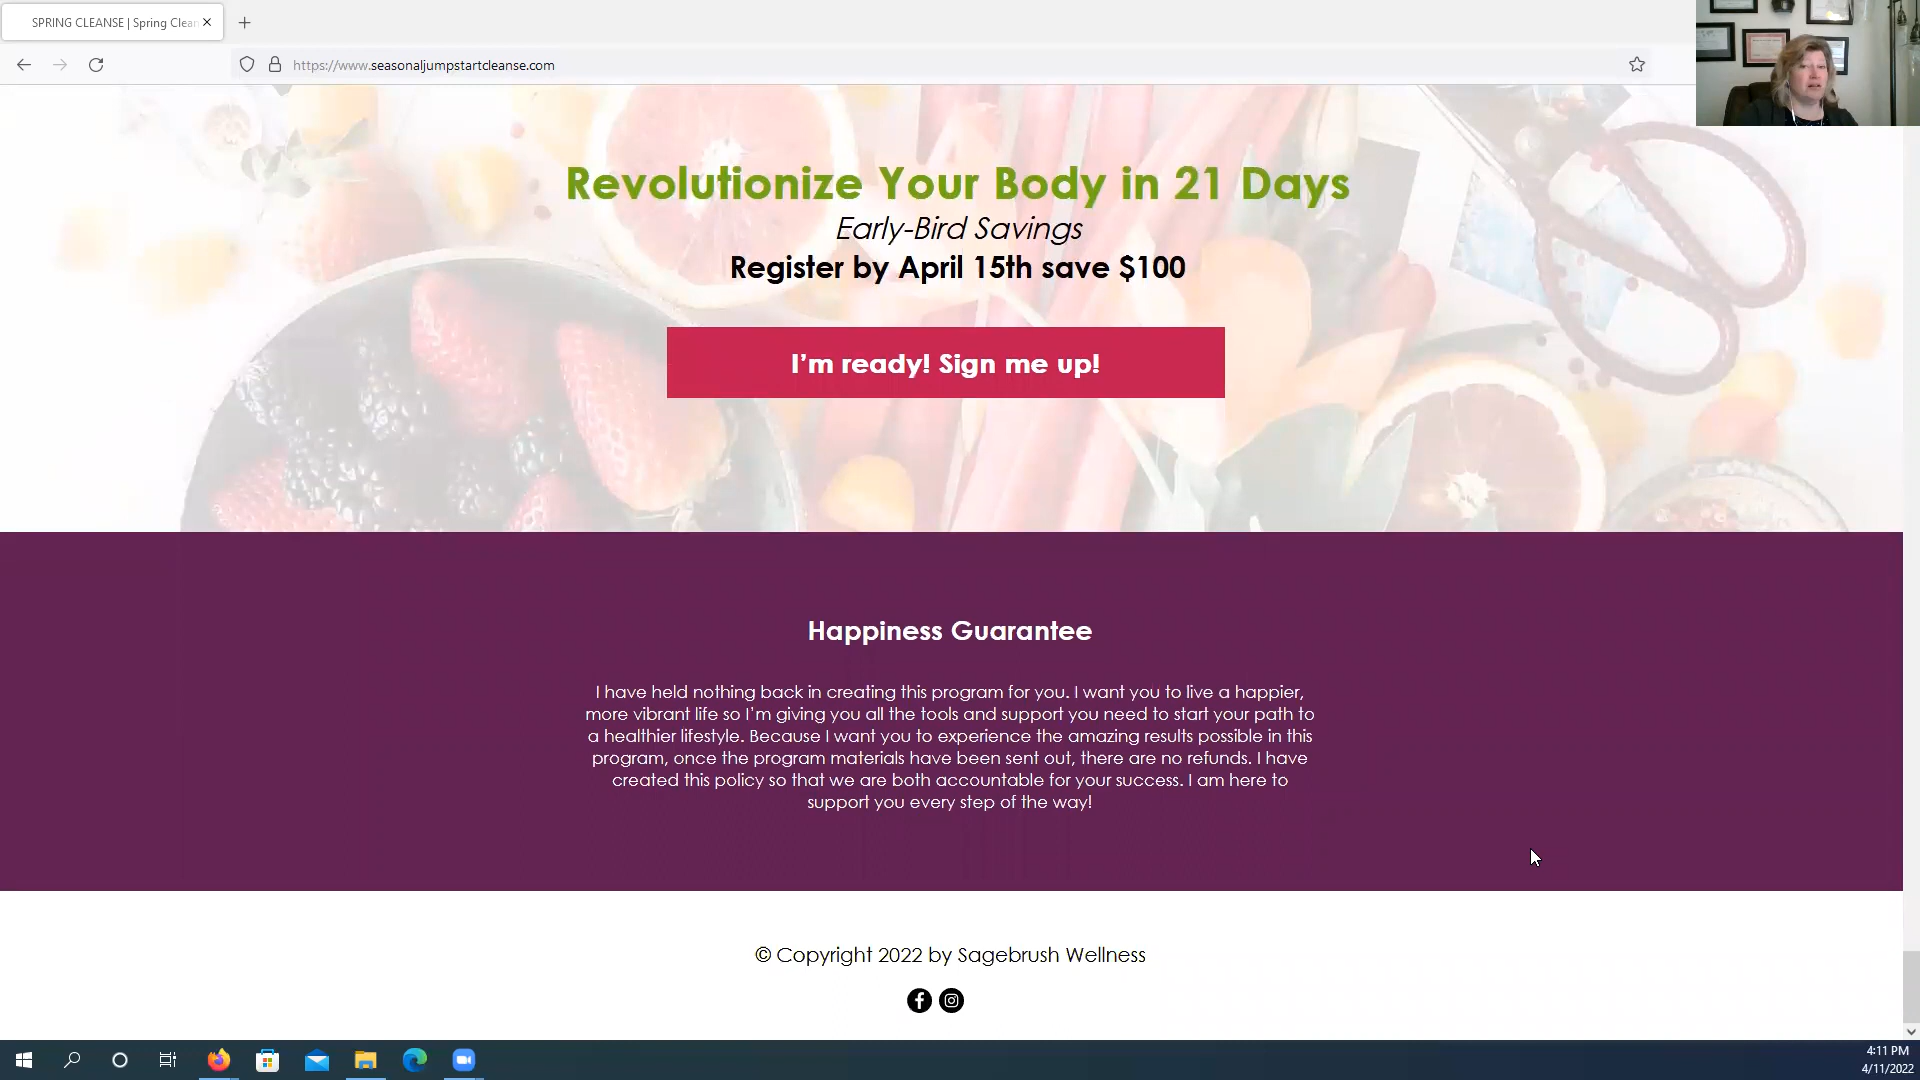 SPRING CLEANSE | Spring Clean
https://www.seasonaljumpstartcleanse.com
Revolutionize Your Body in 21 Days
Early-Bird Savings
Register by April 15th save $100
I'm ready! Sign me up!
Happiness Guarantee
I have held nothing back in creating this program for you. I want you to live a happier,
more vibrant life so I'm giving you all the tools and support you need to start your path to
a healthier lifestyle. Because I want you to experience the amazing results possible in this
program, once the program materials have been sent out, there are no refunds. I have
created this policy so that we are both accountable for your success. I am here to
support you every step of the way!
© Copyright 2022 by Sagebrush Wellness
4:11 PM
4/11/2022